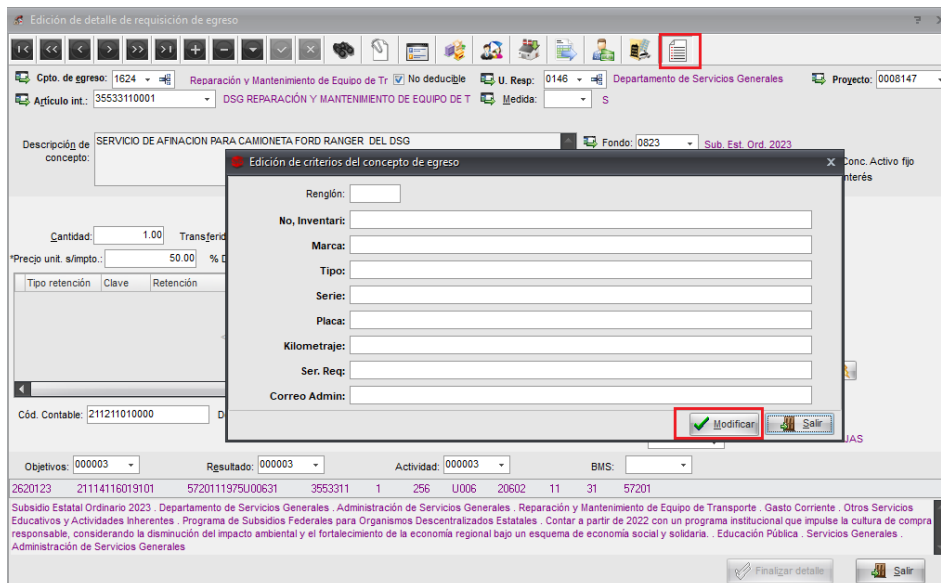 Edición de detalle de requisición de egreso
Cpto. de egreso: 1624 Reparación y Mantenimiento de Equipo de Tr No deducible U. Resp: 0146 Departamento de Servicios Generales Proyecto: 0008147
Artículo int.: 35533110001 DSG REPARACIÓN Y MANTENIMIENTO DE EQUIPO DE T Medida: S
Descripción de concepto: SERVICIO DE AFINACION PARA CAMIONETA FORD RANGER DEL DSG Fondo: 0823 Sub. Est. Ord. 2023
Edición de criterios del concepto de egreso
Conc. Activo fijo
nterés
Renglón:
No, Inventari:
Marca:
Tipo:
Serie:
Placa:
Kilometraje:
Ser. Req:
Correo Admin:
Modificar Salir
Cantidad: 1.00 Transferid
*Precio unit. s/impto.: 50.00 % D
Tipo retención Clave Retención
Cód. Contable: 211211010000 D
JAS
Objetivos: 000003 Resultado: 000003 Actividad: 000003 BMS:
2620123 21114116019101 5720111975U00631 3553311 1 256 U006 20602 11 31 57201
Subsidio Estatal Ordinario 2023 . Departamento de Servicios Generales . Administración de Servicios Generales . Reparación y Mantenimiento de Equipo de Transporte . Gasto Corriente . Otros Servicios
Educativos y Actividades Inherentes . Programa de Subsidios Federales para Organismos Descentralizados Estatales . Contar a partir de 2022 con un programa institucional que impulse la cultura de compra
responsable, considerando la disminución del impacto ambiental y el fortalecimiento de la economía regional bajo un esquema de economía social y solidaria. . Educación Pública . Servicios Generales .
Administración de Servicios Generales
Finalizar detalle Salir